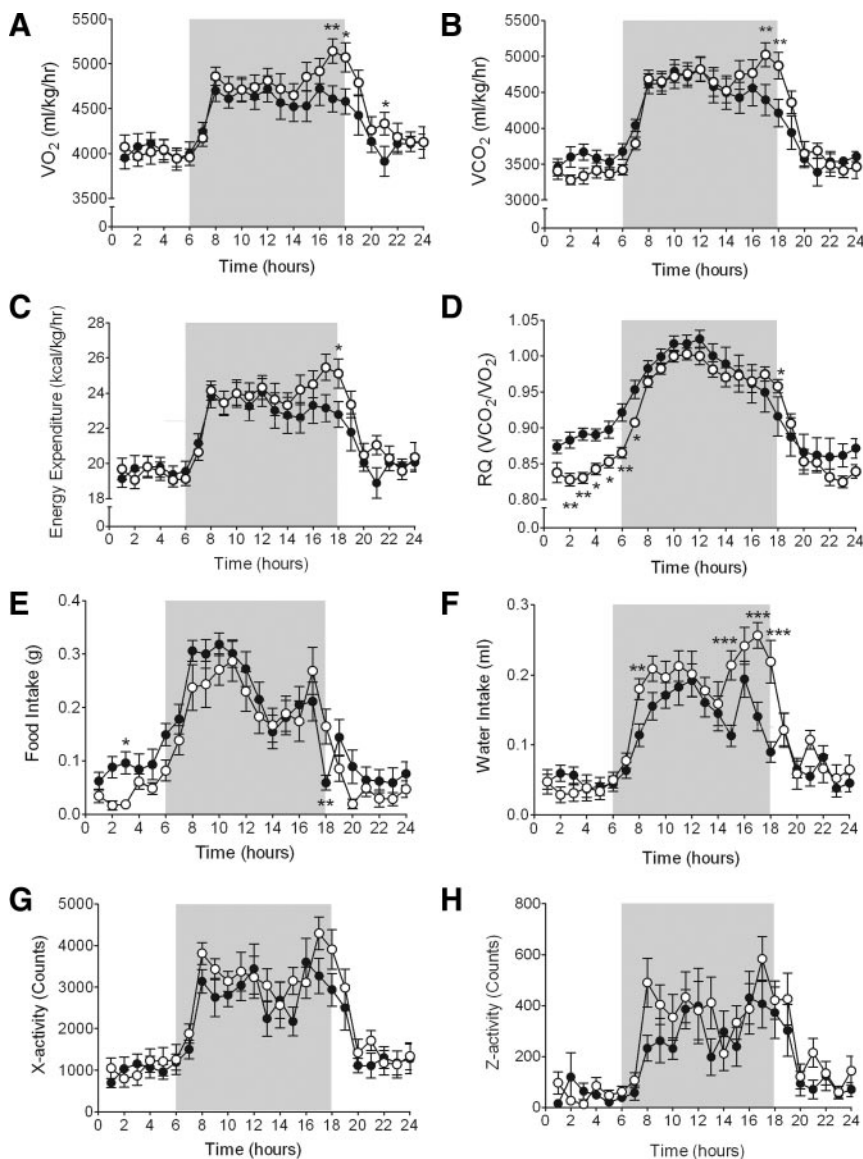 A
VO2 (ml/kg/hr)
5500
5000
4500
4000
3500
0
** * *
0 2 4 6 8 10 12 14 16 18 20 22 24
Time (hours)
B
VCO2 (ml/kg/hr)
5500
5000
4500
4000
3500
3000
0
** **
0 2 4 6 8 10 12 14 16 18 20 22 24
Time (hours)
C
Energy Expenditure (kcal/kg/hr)
28
26
24
22
20
18
0
*
0 2 4 6 8 10 12 14 16 18 20 22 24
Time (hours)
D
RQ (VCO2/VO2)
1.05
1.00
0.95
0.90
0.85
0.80
0.0
** ** * * ** * *
0 2 4 6 8 10 12 14 16 18 20 22 24
Time (hours)
E
Food Intake (g)
0.4
0.3
0.2
0.1
0.0
* **
0 2 4 6 8 10 12 14 16 18 20 22 24
Time (hours)
F
Water Intake (ml)
0.3
0.2
0.1
0.0
** *** *** ***
0 2 4 6 8 10 12 14 16 18 20 22 24
Time (hours)
G
X-activity (Counts)
5000
4000
3000
2000
1000
0
0 2 4 6 8 10 12 14 16 18 20 22 24
Time (hours)
H
Z-activity (Counts)
800
600
400
200
0
0 2 4 6 8 10 12 14 16 18 20 22 24
Time (hours)